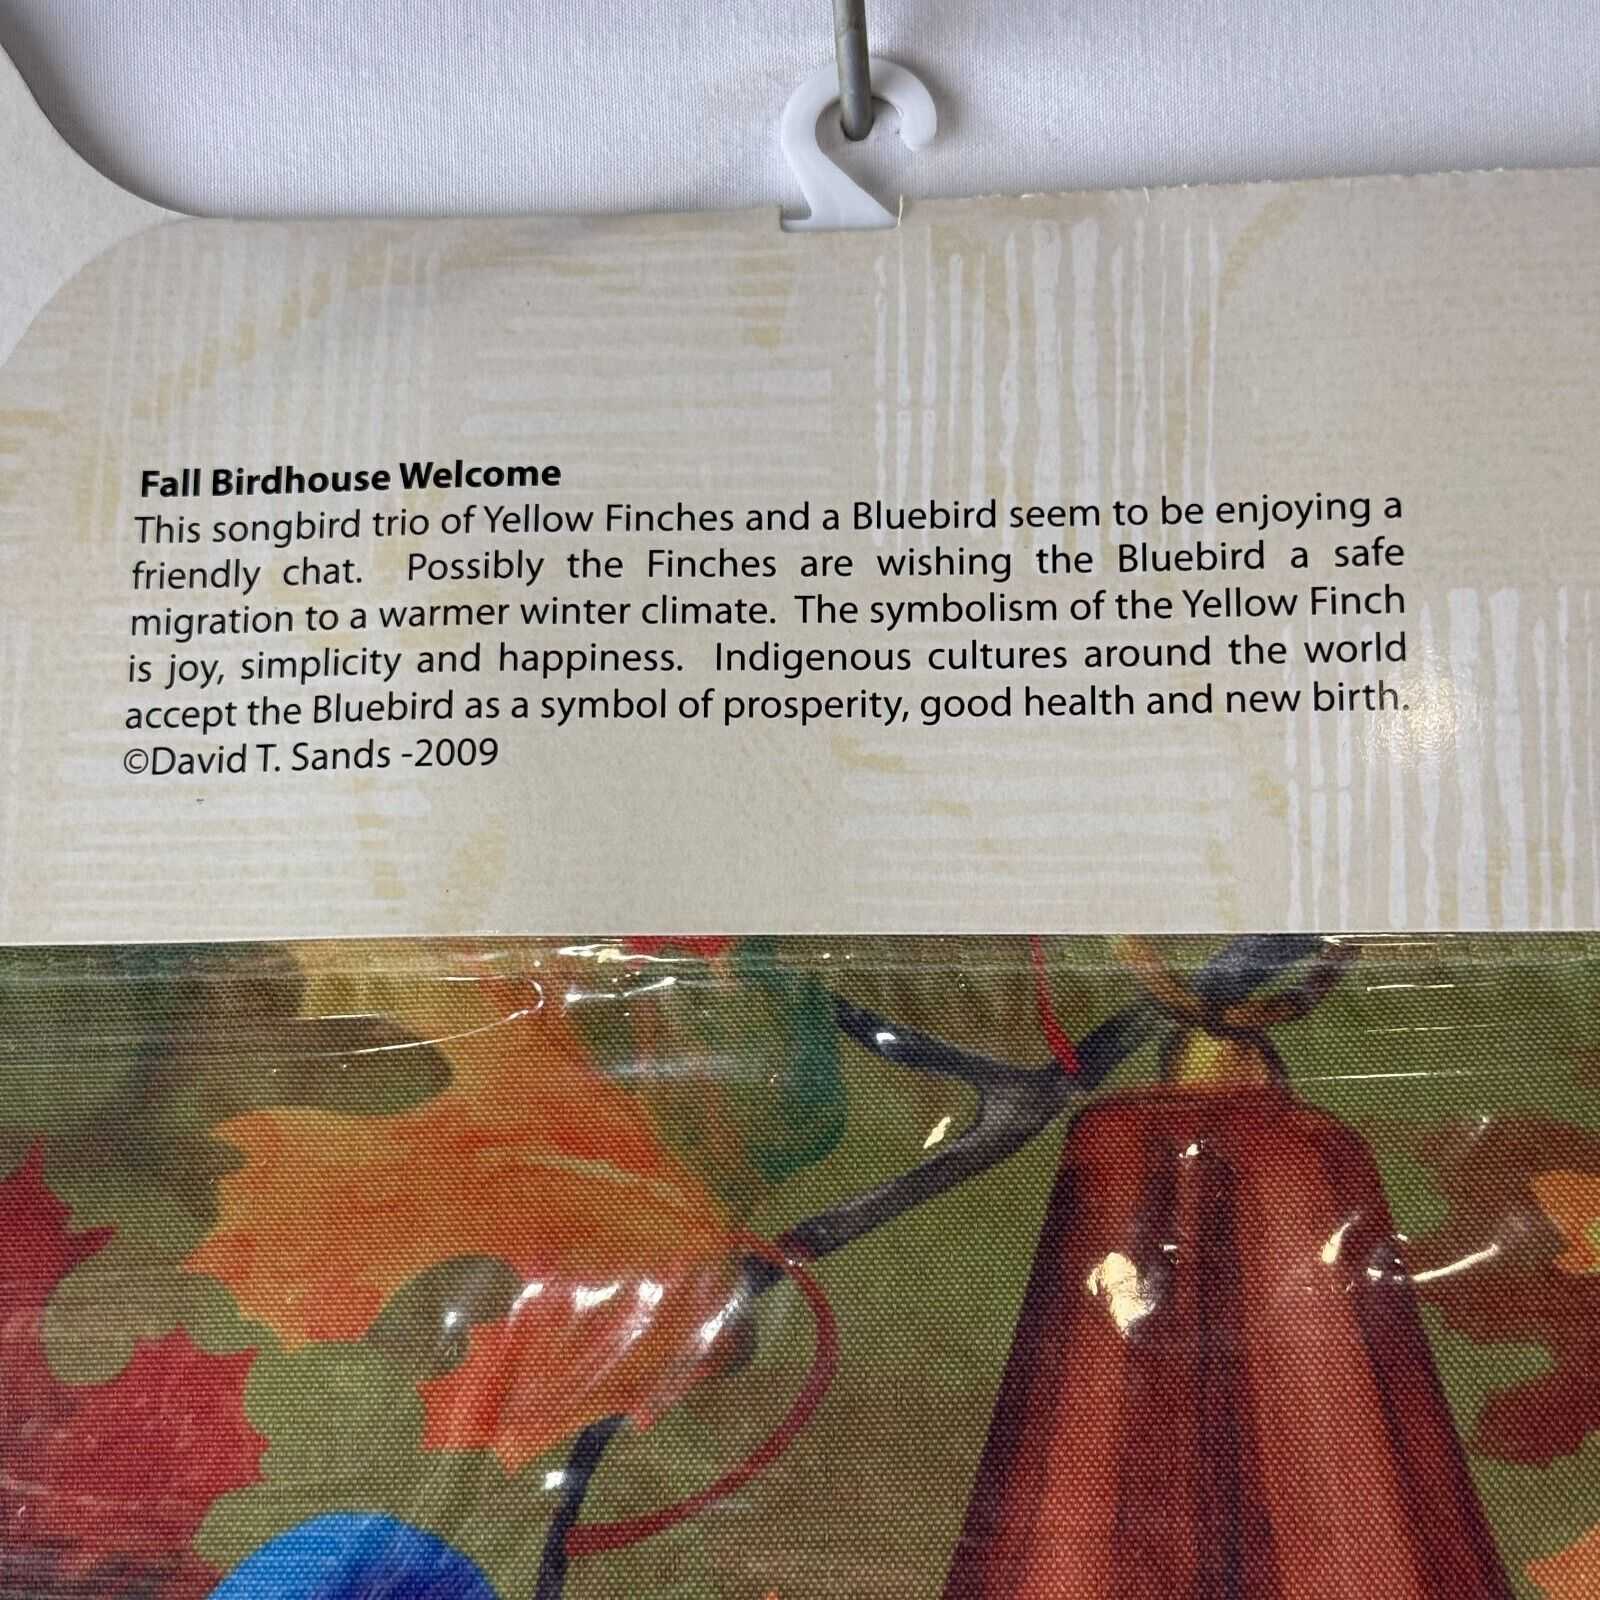 Fall Birdhouse Welcome
This songbird trio of Yellow Finches and a Bluebird seem to be enjoying a
friendly chat. Possibly the Finches are wishing the Bluebird a safe
migration to a warmer winter climate. The symbolism of the Yellow Finch
is joy, simplicity and happiness. Indigenous cultures around the world
accept the Bluebird as a symbol of prosperity, good health and new birth.
©David T. Sands -2009